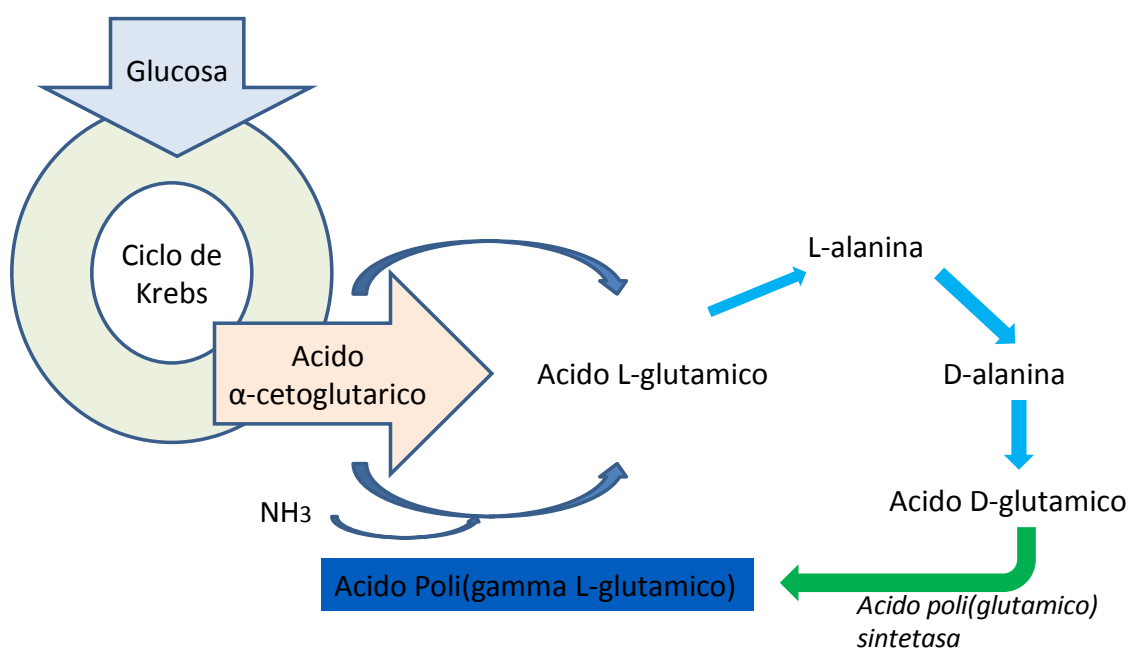 Glucosa
Ciclo de
Krebs
Acido
α-cetoglutarico
NH3
Acido L-glutamico
L-alanina
D-alanina
Acido D-glutamico
Acido poli(glutamico)
sintetasa
Acido Poli(gamma L-glutamico)